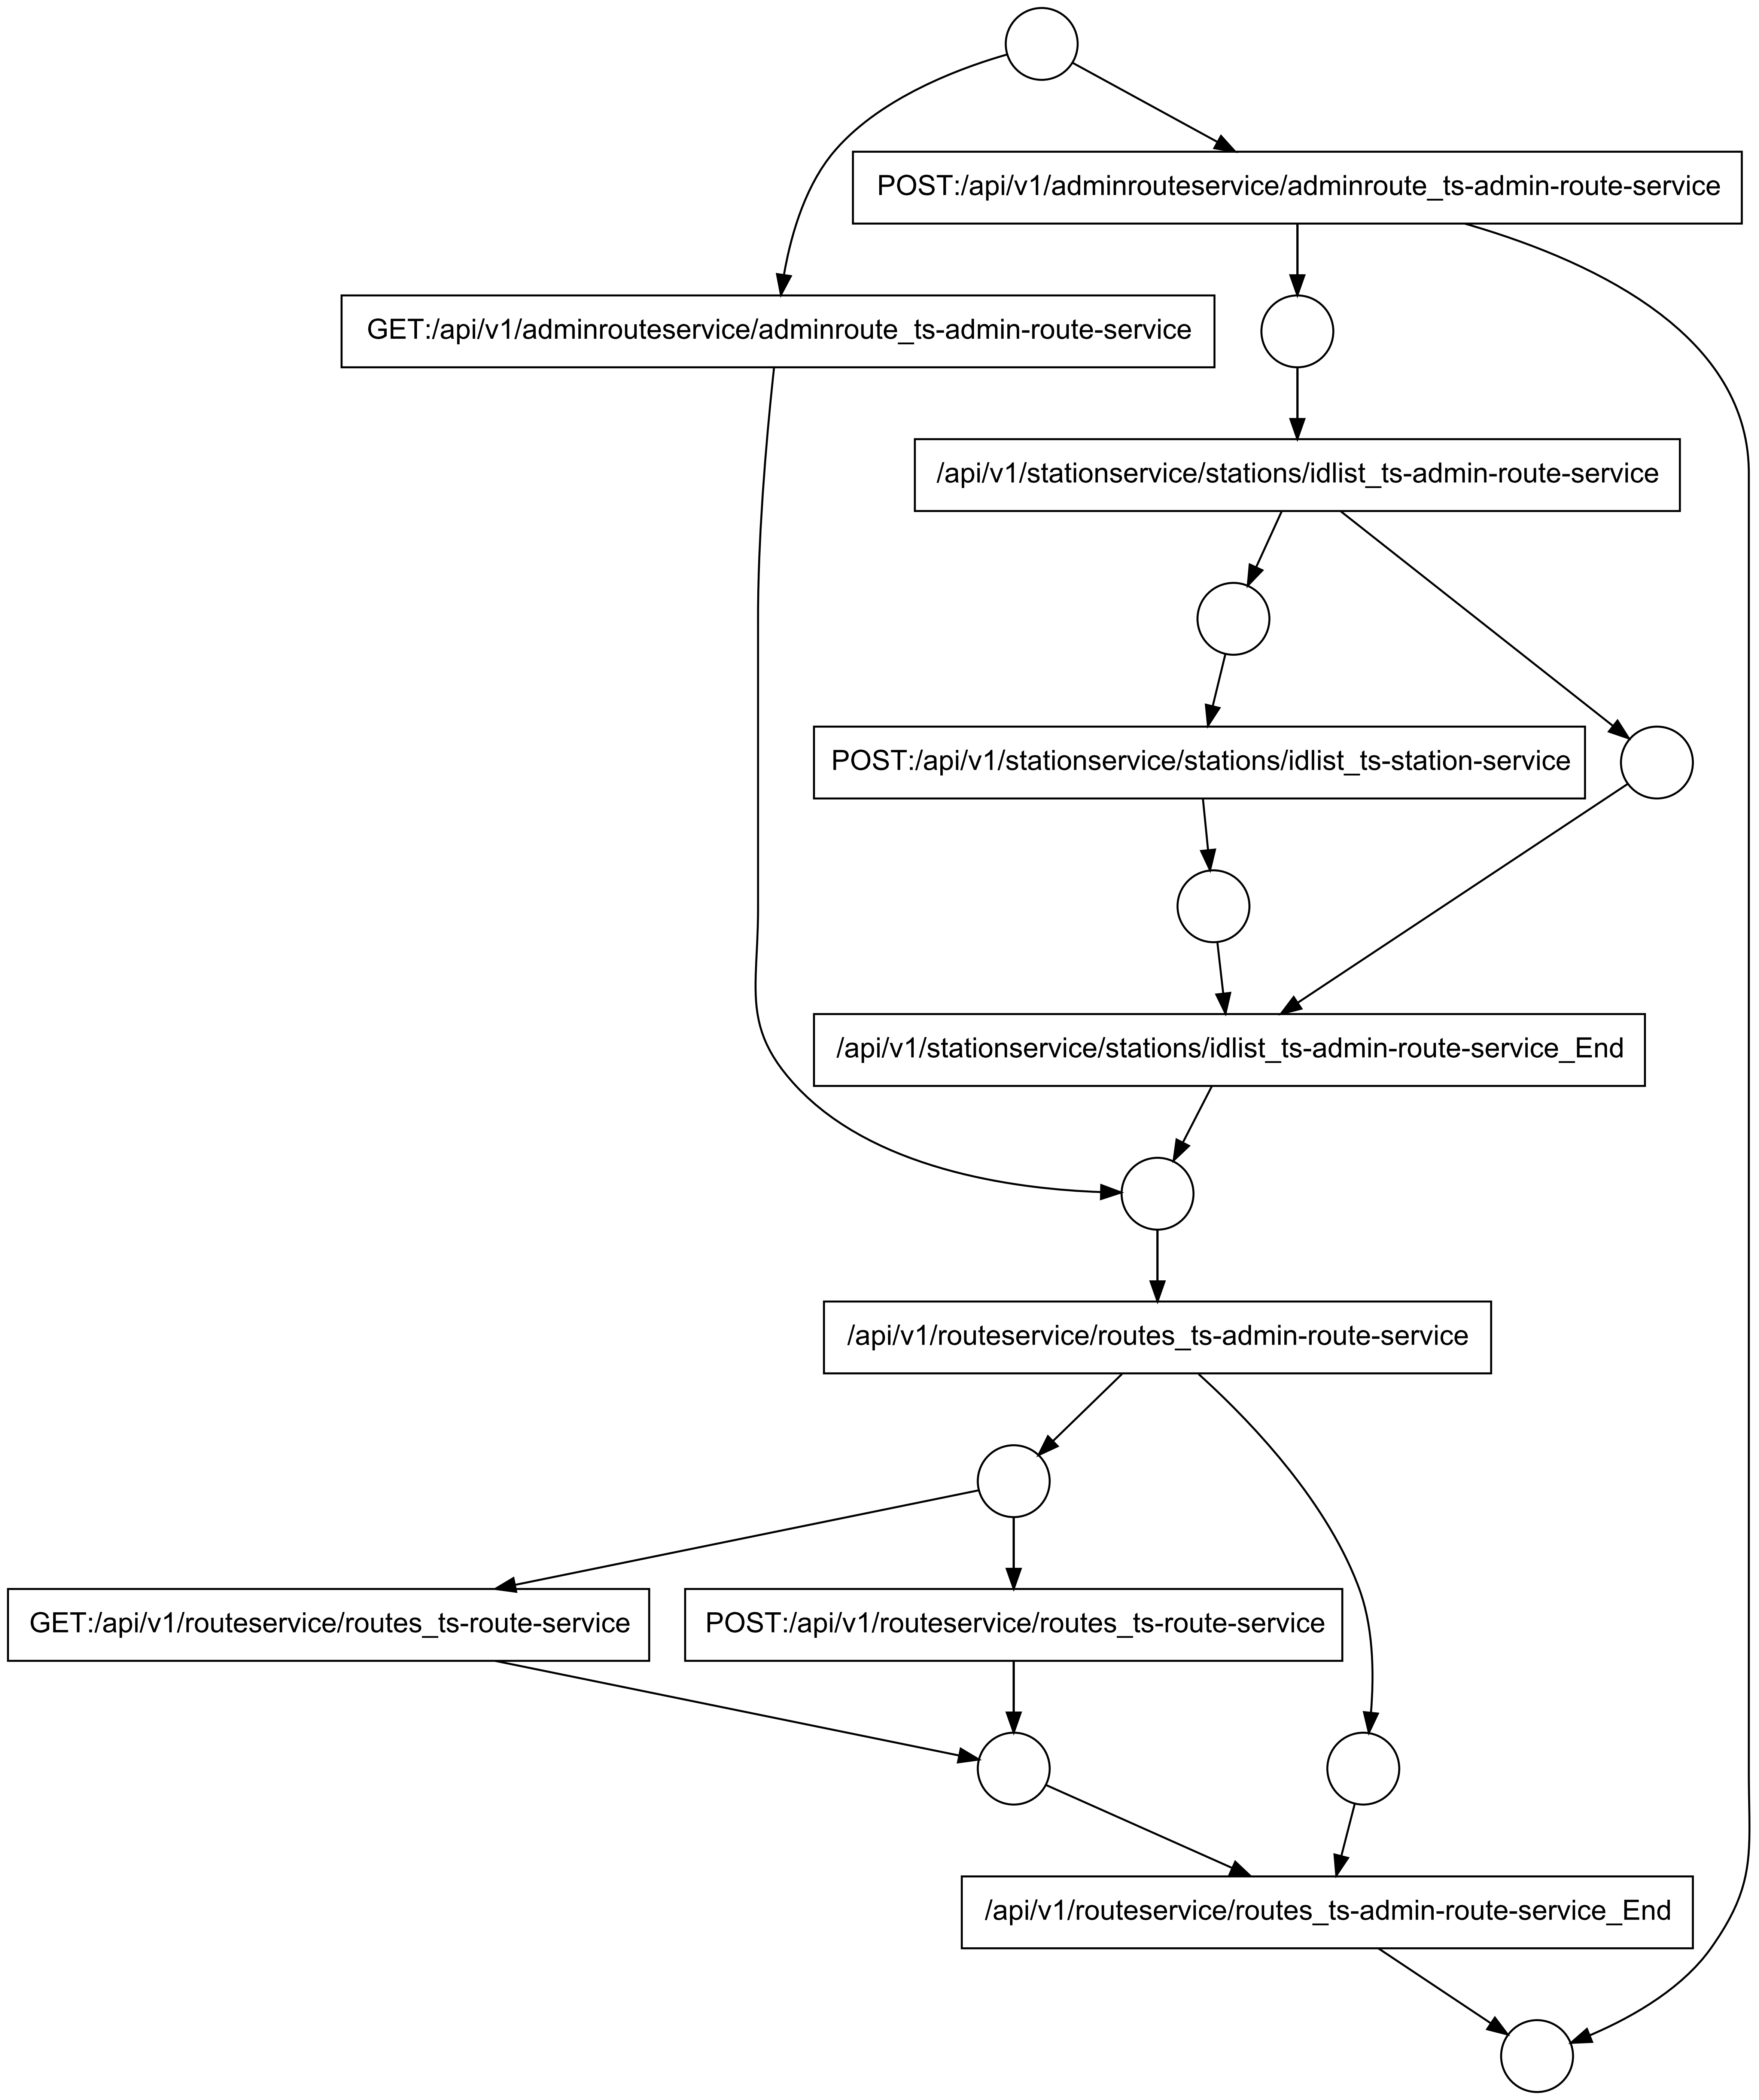 POST:/api/v1/adminrouteservice/adminroute_ts-admin-route-service
GET:/api/v1/adminrouteservice/adminroute_ts-admin-route-service
/api/v1/stationservice/stations/idlist_ts-admin-route-service
POST:/api/v1/stationservice/stations/idlist_ts-station-service
/api/v1/stationservice/stations/idlist_ts-admin-route-service_End
/api/v1/routeservice/routes_ts-admin-route-service
GET:/api/v1/routeservice/routes_ts-route-service
POST:/api/v1/routeservice/routes_ts-route-service
/api/v1/routeservice/routes_ts-admin-route-service_End